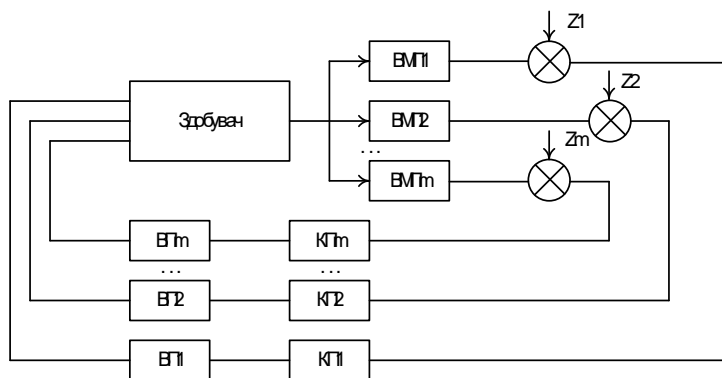 Z1
ВМП1
Z2
Здобувач
ВМП2
...
Zm
ВМПm
ВПm
КПm
...
...
ВП2
КП2
ВП1
КП1